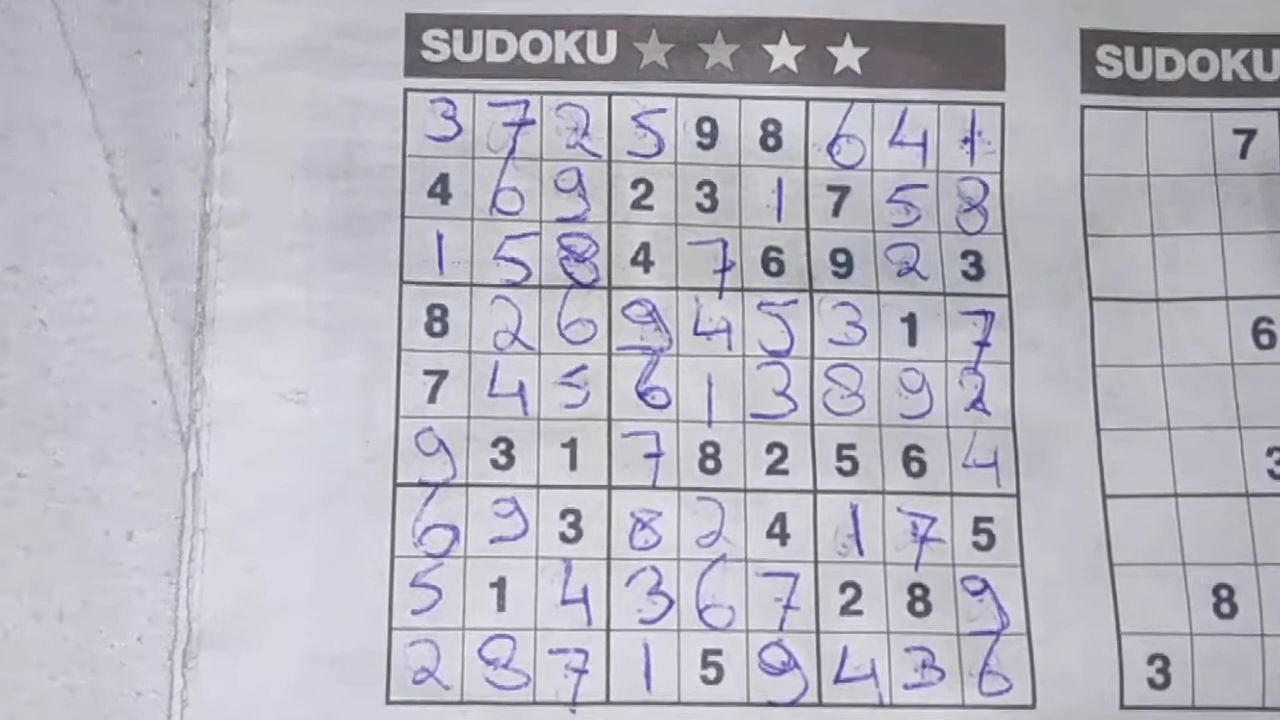 SUDOKU ★ ★ ★ ★
3 7 2 5 9 8 6 4 1
4 6 9 2 3 1 7 5 8
1 5 8 4 7 6 9 2 3
8 2 6 9 4 5 3 1 7
7 4 5 6 1 3 8 9 2
9 3 1 7 8 2 5 6 4
6 9 3 8 2 4 1 7 5
5 1 4 3 6 7 2 8 9
2 8 7 1 5 9 4 3 6
SUDOKU
7
6
3
8
3